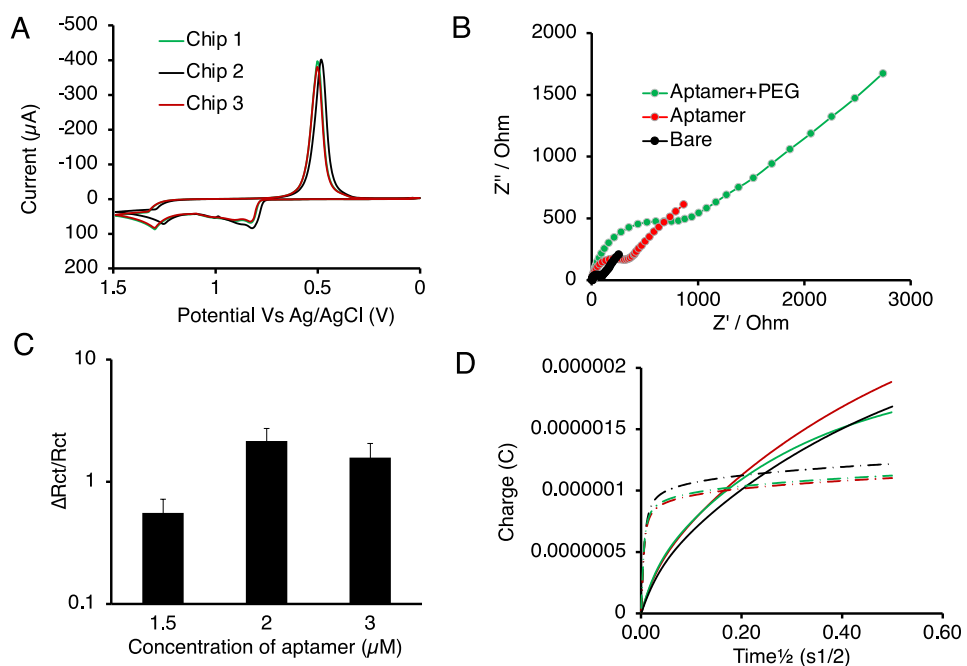 A
-500
-400
-300
-200
-100
0
100
200
Current (µA)
1.5
1
0.5
0
Potential Vs Ag/AgCl (V)
Chip 1
Chip 2
Chip 3
B
2000
1500
1000
500
0
Z'' / Ohm
0
1000
2000
3000
Z' / Ohm
Aptamer+PEG
Aptamer
Bare
C
10
1
0.1
ΔRct/Rct
1.5
2
3
Concentration of aptamer (µM)
D
0.000002
0.0000015
0.000001
0.0000005
0
Charge (C)
0.00
0.20
0.40
0.60
Time½ (s1/2)